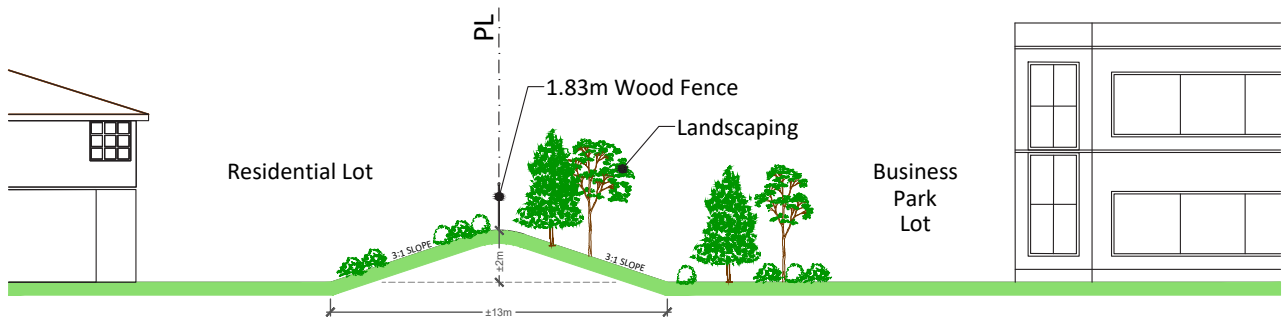 PL
1.83m Wood Fence
Landscaping
Residential Lot
Business
Park
Lot
3:1 SLOPE
3:1 SLOPE
±2m
±13m